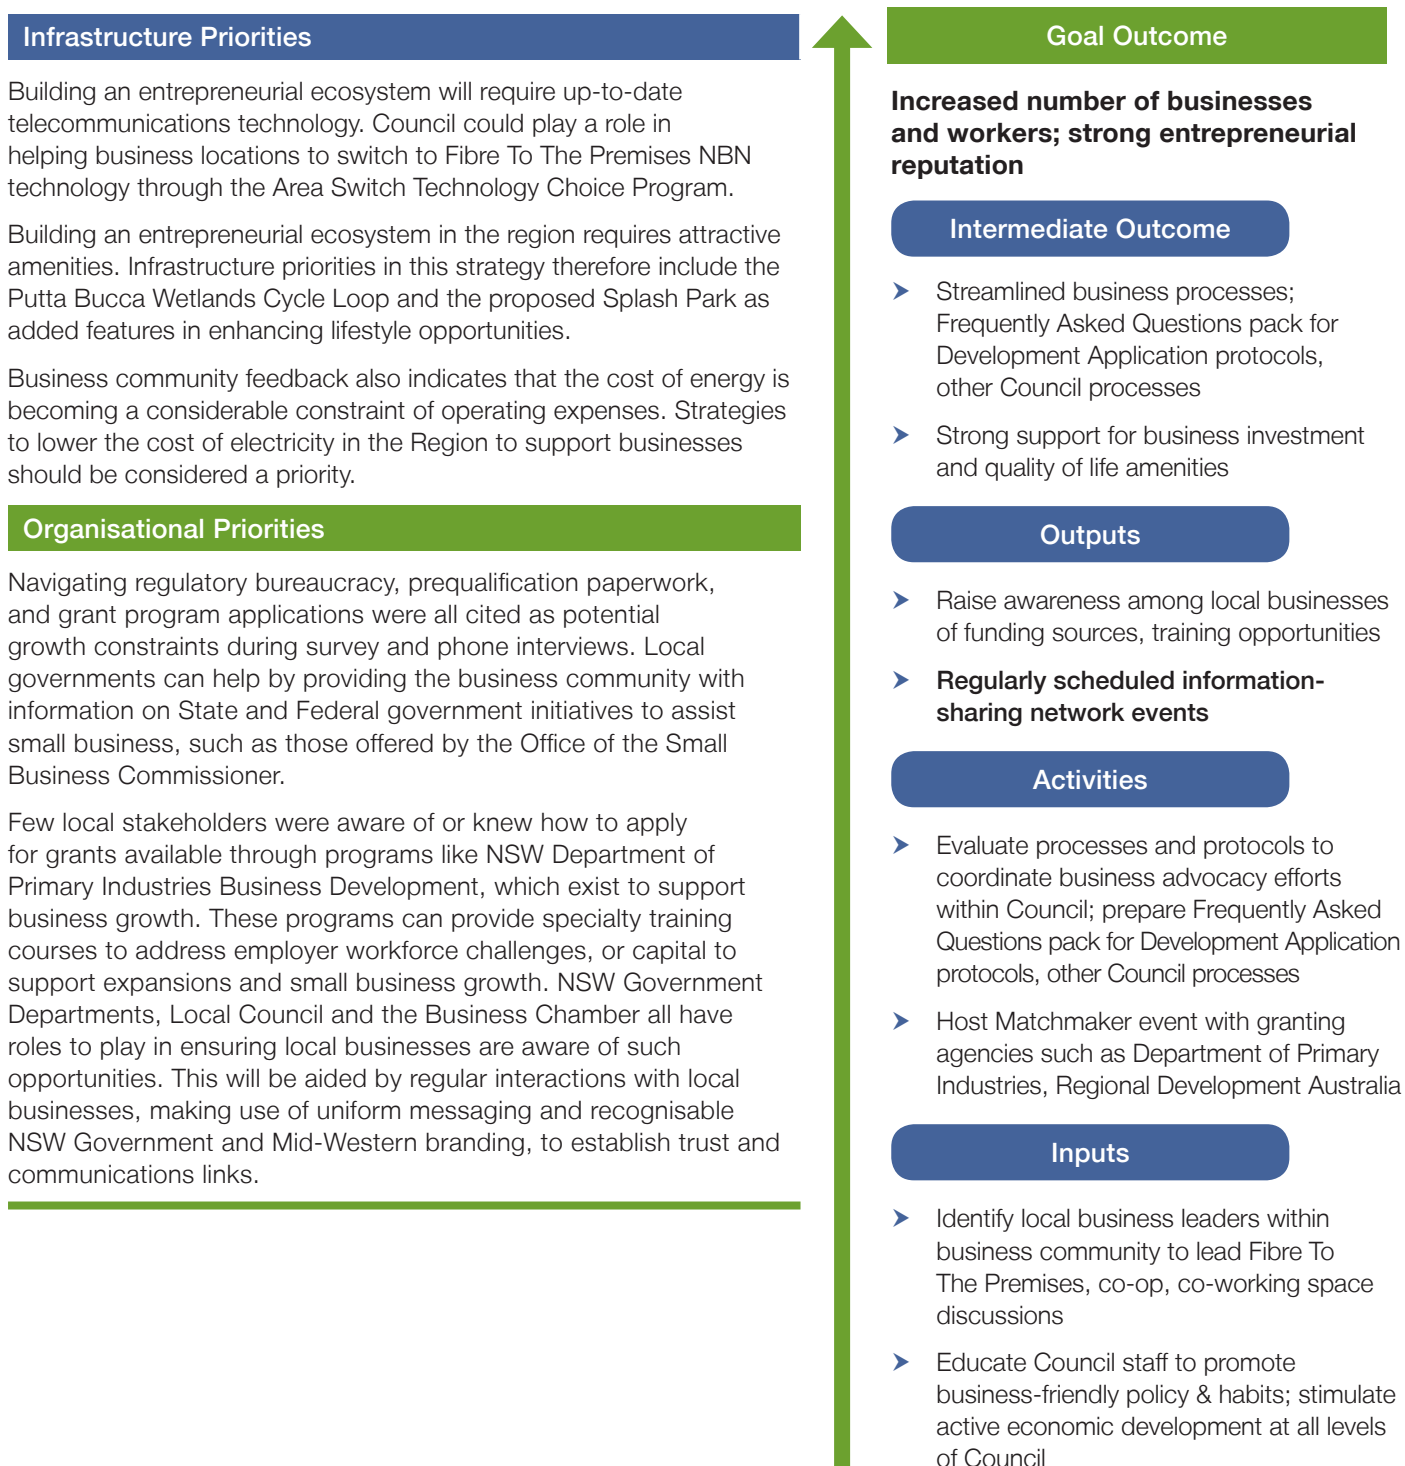 Infrastructure Priorities
Building an entrepreneurial ecosystem will require up-to-date
telecommunications technology. Council could play a role in
helping business locations to switch to Fibre To The Premises NBN
technology through the Area Switch Technology Choice Program.
Building an entrepreneurial ecosystem in the region requires attractive
amenities. Infrastructure priorities in this strategy therefore include the
Putta Bucca Wetlands Cycle Loop and the proposed Splash Park as
added features in enhancing lifestyle opportunities.
Business community feedback also indicates that the cost of energy is
becoming a considerable constraint of operating expenses. Strategies
to lower the cost of electricity in the Region to support businesses
should be considered a priority.
Organisational Priorities
Navigating regulatory bureaucracy, prequalification paperwork,
and grant program applications were all cited as potential
growth constraints during survey and phone interviews. Local
governments can help by providing the business community with
information on State and Federal government initiatives to assist
small business, such as those offered by the Office of the Small
Business Commissioner.
Few local stakeholders were aware of or knew how to apply
for grants available through programs like NSW Department of
Primary Industries Business Development, which exist to support
business growth. These programs can provide specialty training
courses to address employer workforce challenges, or capital to
support expansions and small business growth. NSW Government
Departments, Local Council and the Business Chamber all have
roles to play in ensuring local businesses are aware of such
opportunities. This will be aided by regular interactions with local
businesses, making use of uniform messaging and recognisable
NSW Government and Mid-Western branding, to establish trust and
communications links.
Goal Outcome
Increased number of businesses
and workers; strong entrepreneurial
reputation
Intermediate Outcome
Streamlined business processes;
Frequently Asked Questions pack for
Development Application protocols,
other Council processes
Strong support for business investment
and quality of life amenities
Outputs
Raise awareness among local businesses
of funding sources, training opportunities
Regularly scheduled information-
sharing network events
Activities
Evaluate processes and protocols to
coordinate business advocacy efforts
within Council; prepare Frequently Asked
Questions pack for Development Application
protocols, other Council processes
Host Matchmaker event with granting
agencies such as Department of Primary
Industries, Regional Development Australia
Inputs
Identify local business leaders within
business community to lead Fibre To
The Premises, co-op, co-working space
discussions
Educate Council staff to promote
business-friendly policy & habits; stimulate
active economic development at all levels
of Council